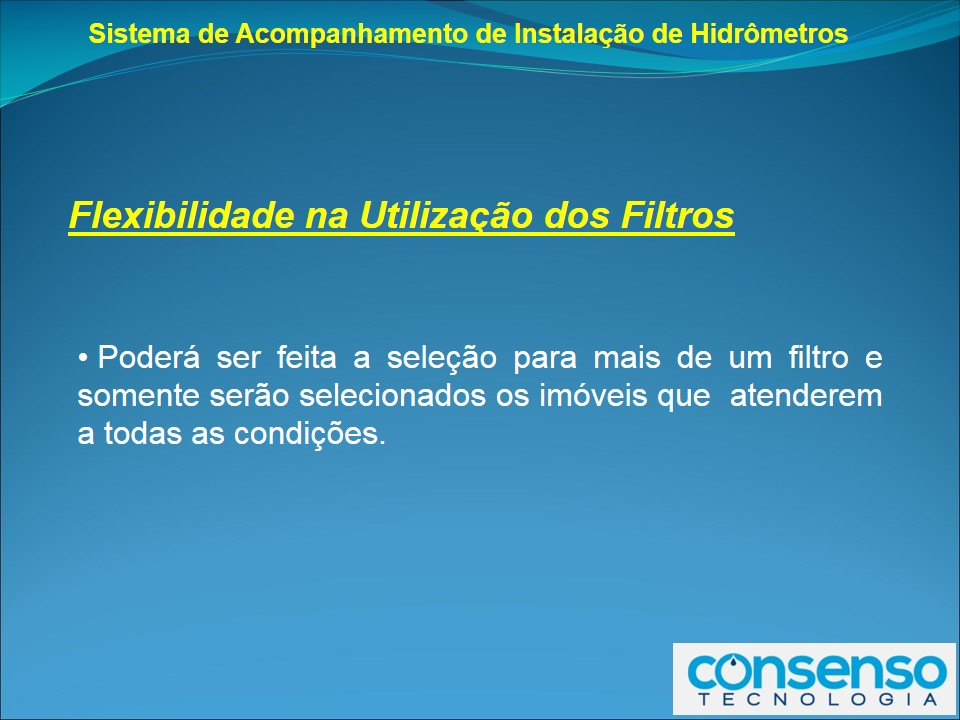 Sistema de Acompanhamento de Instalação de Hidrômetros
Flexibilidade na Utilização dos Filtros
• Poderá ser feita a seleção para mais de um filtro e
somente serão selecionados os imóveis que atenderem
a todas as condições.
consenso
TECNOLOGIA